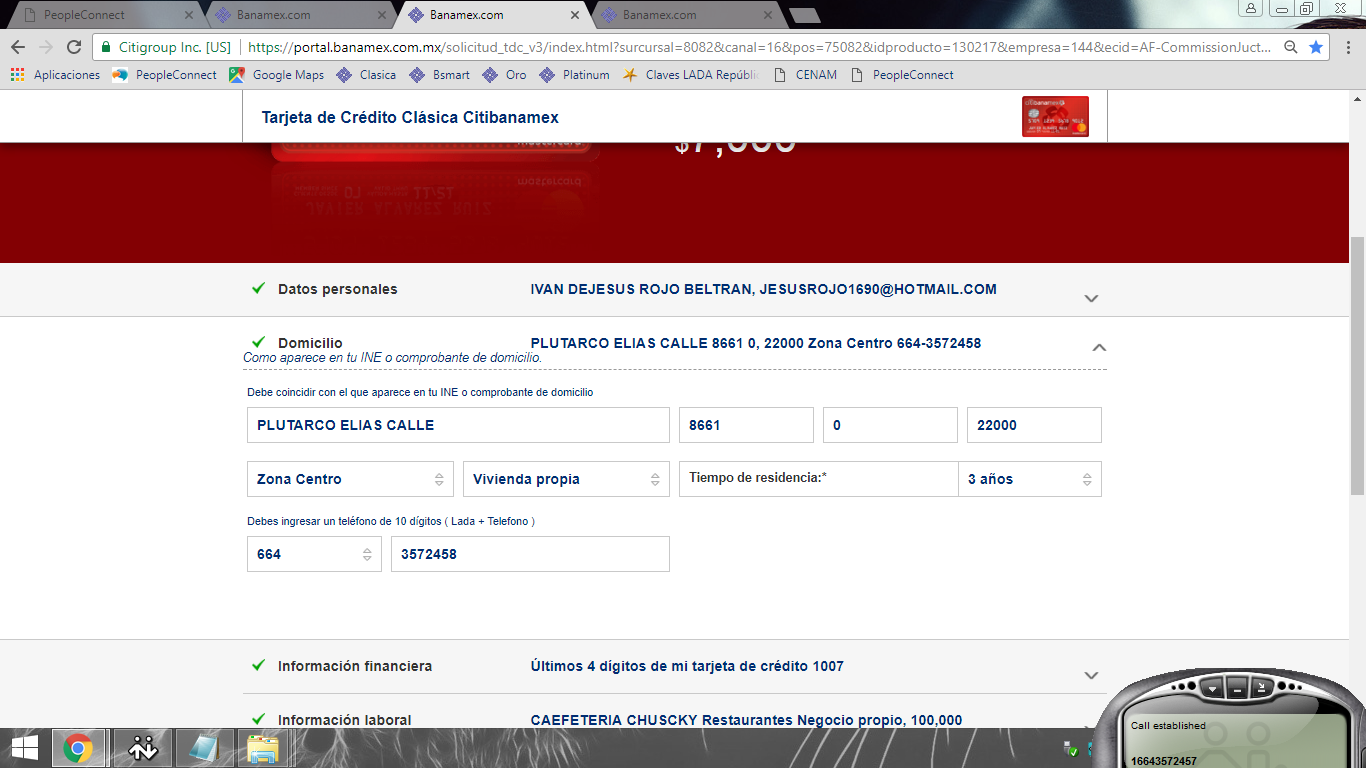 PeopleConnect Banamex.com Banamex.com Banamex.com
Citigroup Inc. [US] https://portal.banamex.com.mx/solicitud_tdc_v3/index.html?sursursal=8082&canal=16&pos=75082&idproducto=130217&empresa=144&ecid=AF-CommissionJuct...
Aplicaciones PeopleConnect Google Maps Clasica Bsmart Oro Platinum Claves LADA Repúblic CENAM PeopleConnect
Tarjeta de Crédito Clásica Citibanamex
mastercard
Datos personales IVAN DEJESUS ROJO BELTRAN, JESUSROJO1690@HOTMAIL.COM
Domicilio PLUTARCO ELIAS CALLE 8661 0, 22000 Zona Centro 664-3572458
Como aparece en tu INE o comprobante de domicilio.
Debe coincidir con el que aparece en tu INE o comprobante de domicilio
PLUTARCO ELIAS CALLE 8661 0 22000
Zona Centro Vivienda propia Tiempo de residencia:* 3 años
Debes ingresar un teléfono de 10 dígitos ( Lada + Telefono )
664 3572458
Información financiera Últimos 4 dígitos de mi tarjeta de crédito 1007
Información laboral CAEFETERIA CHUSCKY Restaurantes Negocio propio, 100,000
Call established
16643572457